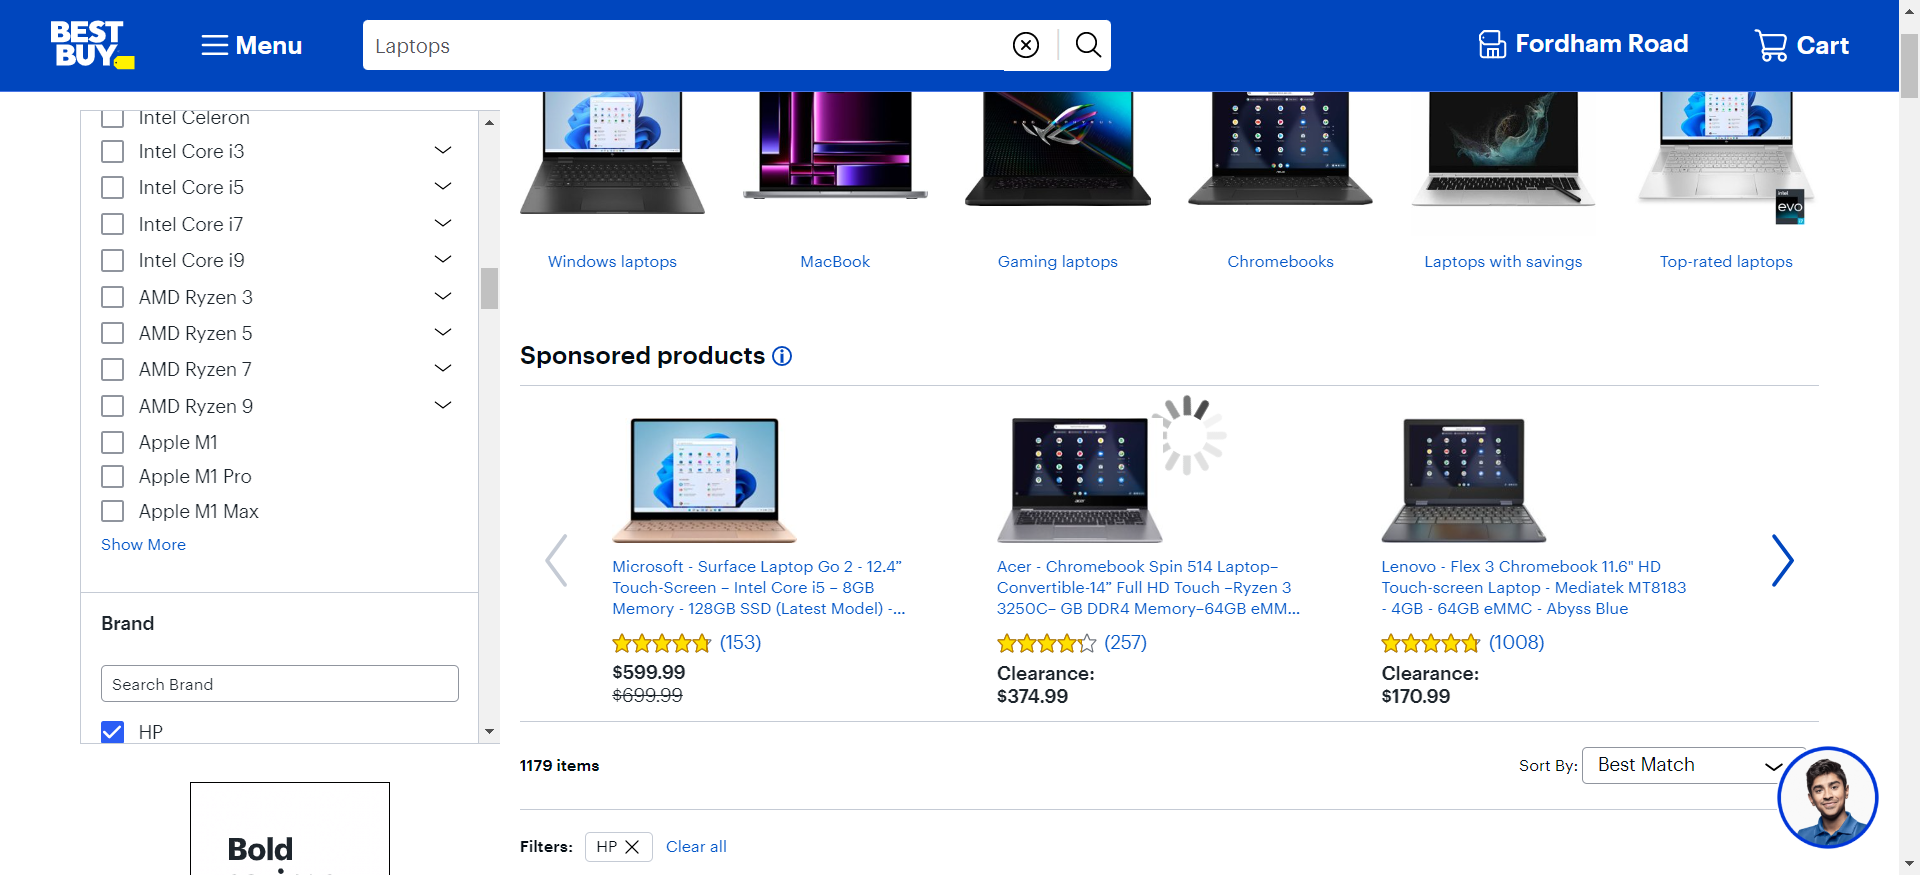 BEST
BUY
Menu
Laptops
Fordham Road
Cart
Intel Celeron
Intel Core i3
Intel Core i5
Intel Core i7
Intel Core i9
AMD Ryzen 3
AMD Ryzen 5
AMD Ryzen 7
AMD Ryzen 9
Apple M1
Apple M1 Pro
Apple M1 Max
Show More
Brand
Search Brand
HP
Bold
intel
evo
Windows laptops
MacBook
Gaming laptops
Chromebooks
Laptops with savings
Top-rated laptops
Sponsored products
Microsoft - Surface Laptop Go 2 - 12.4”
Touch-Screen – Intel Core i5 – 8GB
Memory - 128GB SSD (Latest Model) -...
(153)
$599.99
$699.99
Acer - Chromebook Spin 514 Laptop–
Convertible-14” Full HD Touch –Ryzen 3
3250C– GB DDR4 Memory–64GB eMM...
(257)
Clearance:
$374.99
Lenovo - Flex 3 Chromebook 11.6" HD
Touch-screen Laptop - Mediatek MT8183
- 4GB - 64GB eMMC - Abyss Blue
(1008)
Clearance:
$170.99
1179 items
Sort By:
Best Match
Filters:
HP
Clear all